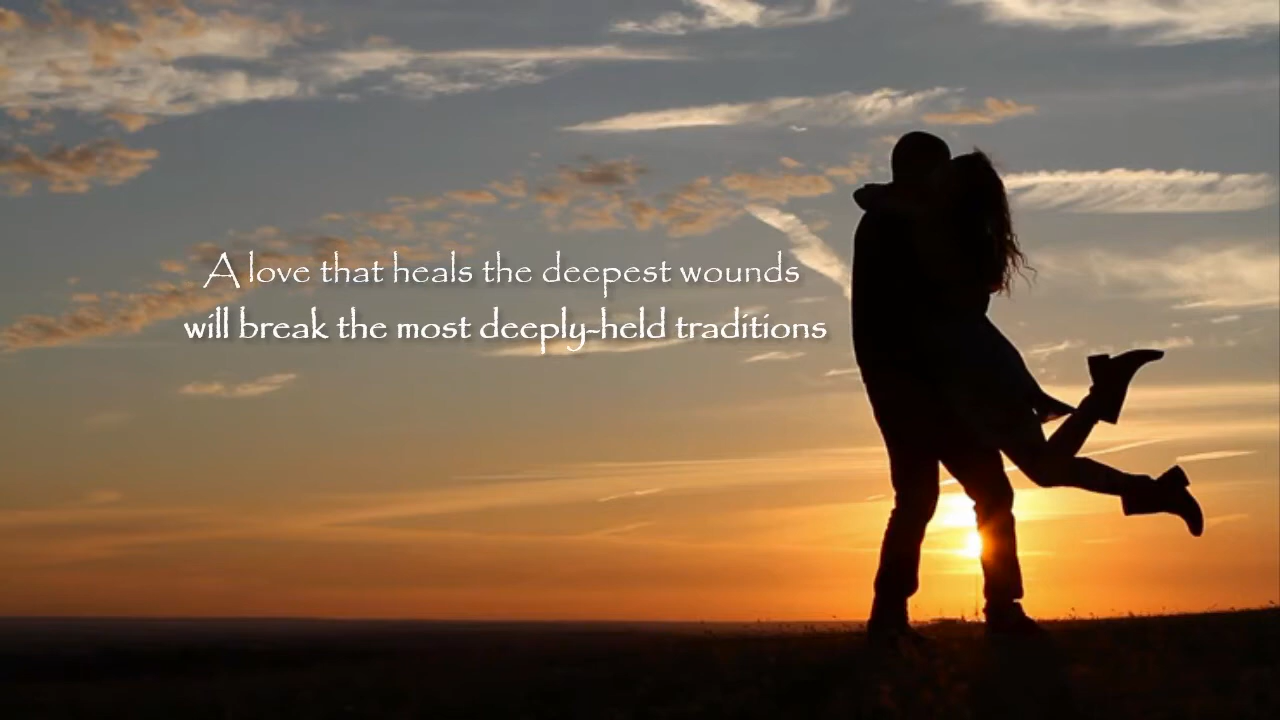 A love that heals the deepest wounds
will break the most deeply-held traditions